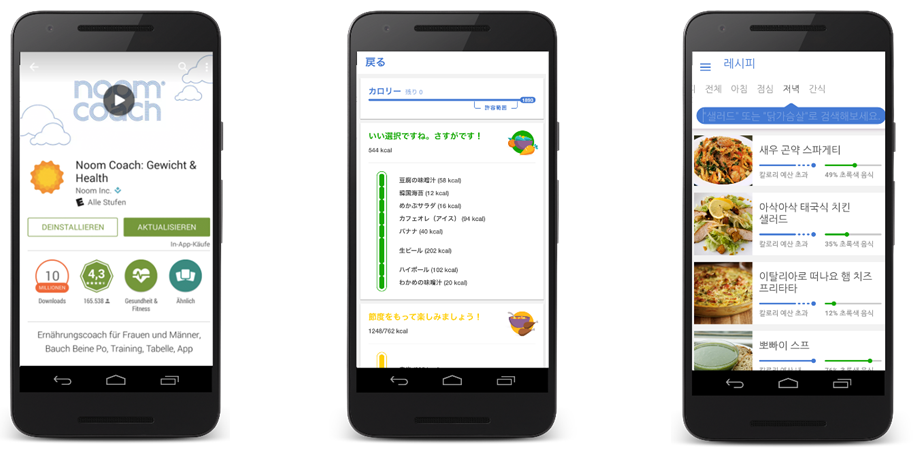 noom
coach
Noom Coach: Gewicht &
Health
Noom Inc.
E Alle Stufen
DEINSTALLIEREN
AKTUALISIEREN
In-App-Käufe
10
MILLIONEN
4,3
Downloads
165.538
Gesundheit &
Fitness
Ähnlich
Ernährungscoach für Frauen und Männer,
Bauch Beine Po, Training, Tabelle, App
戻る
カロリー 残り 0
1800
許容範囲
いい選択ですね。さすがです！
544 kcal
豆腐の味噌汁 (58 kcal)
韓国海苔 (12 kcal)
めかぶサラダ (16 kcal)
カフェオレ（アイス） (94 kcal)
バナナ (40 kcal)
生ビール (202 kcal)
ハイボール (102 kcal)
わかめの味噌汁 (20 kcal)
節度をもって楽しみましょう！
1248/762 kcal
레시피
전체 아침 점심 저녁 간식
"샐러드" 또는 "닭가슴살"로 검색해보세요.
새우 곤약 스파게티
칼로리 예산 초과 49% 초록색 음식
아삭아삭 태국식 치킨
샐러드
칼로리 예산 초과 35% 초록색 음식
이탈리아로 떠나요 햄 치즈
프리타타
칼로리 예산 초과 12% 초록색 음식
뽀빠이 스프